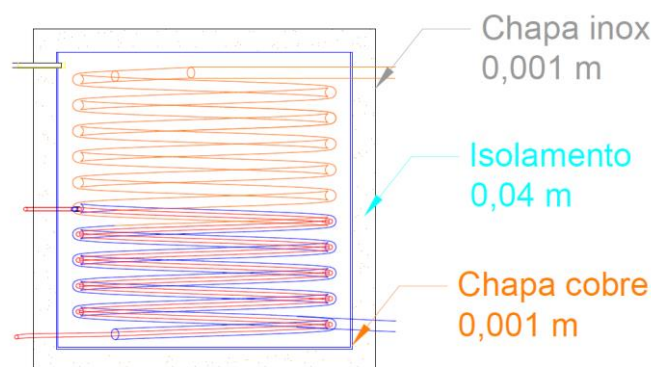 Chapa inox
0,001 m
Isolamento
0,04 m
Chapa cobre
0,001 m